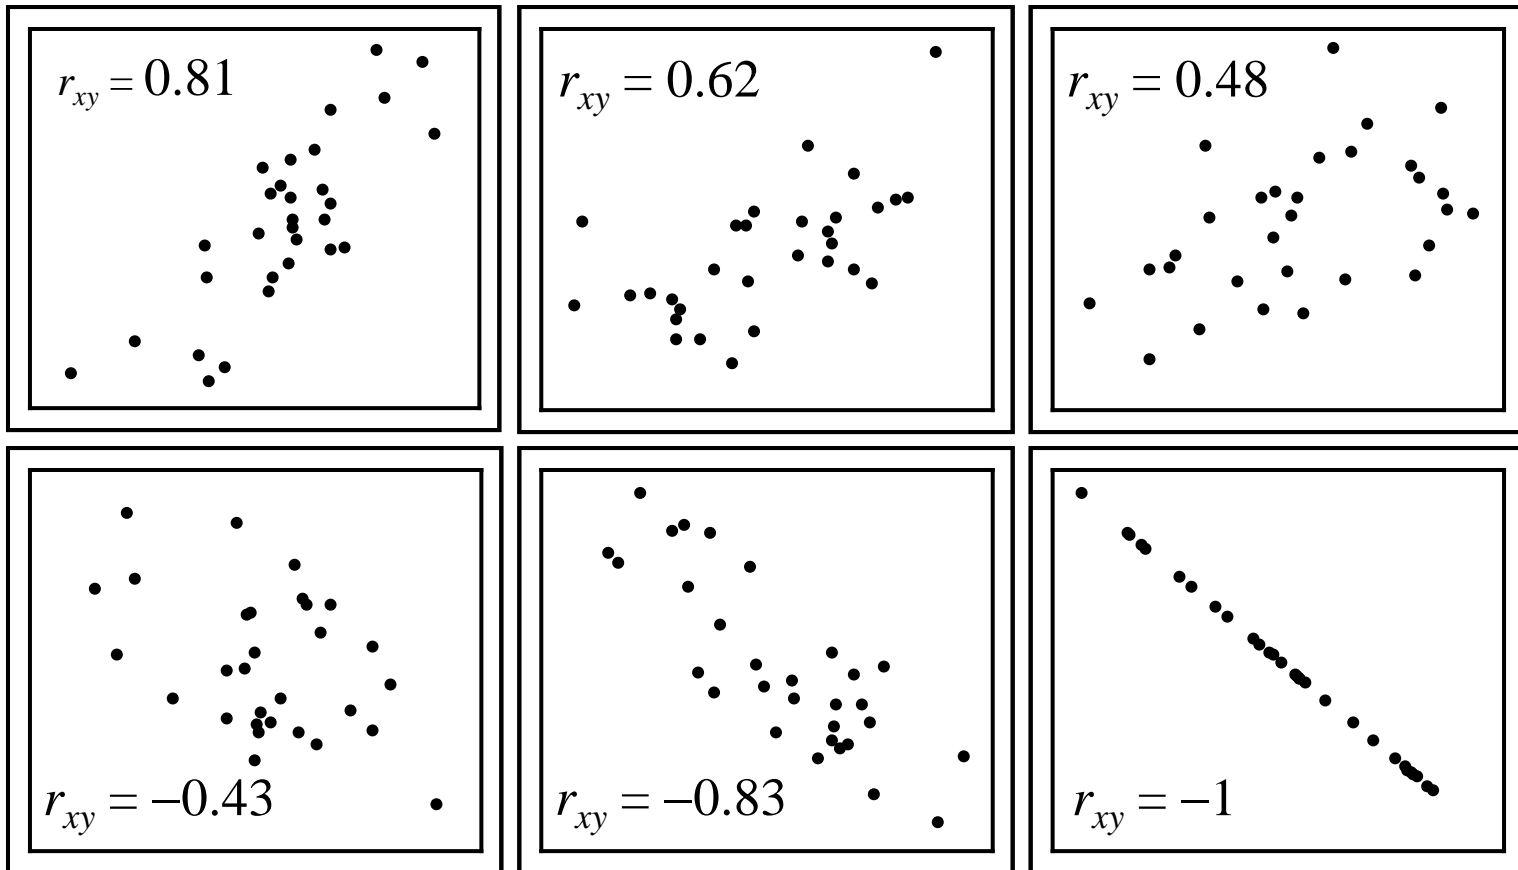 r_xy = 0.81
r_xy = 0.62
r_xy = 0.48
r_xy = −0.43
r_xy = −0.83
r_xy = −1